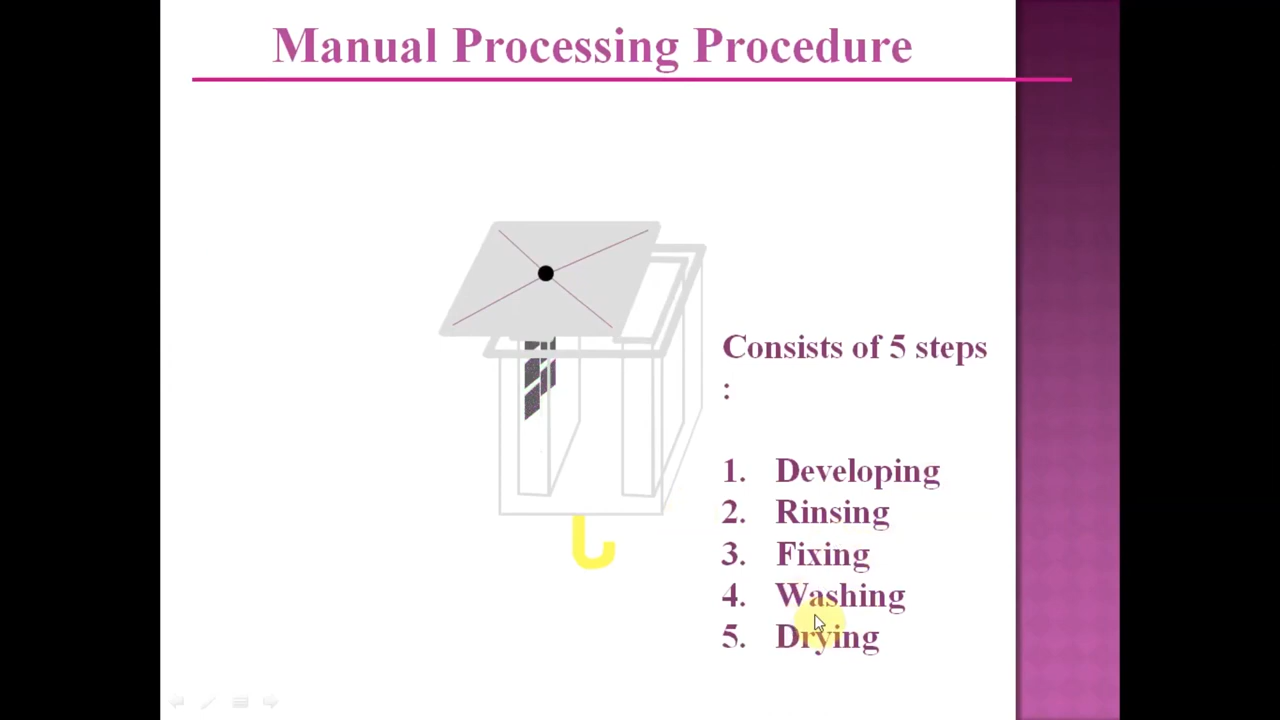 Manual Processing Procedure
Consists of 5 steps
:
1. Developing
2. Rinsing
3. Fixing
4. Washing
5. Drying